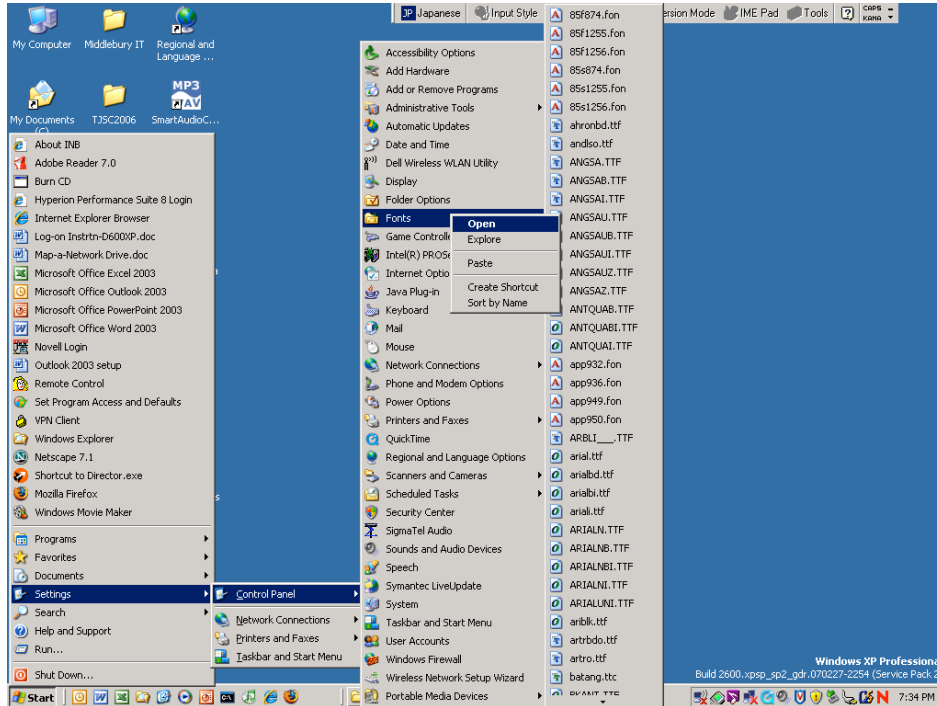 My Computer
Middlebury IT
Regional and
Language ...
My Documents
(C)
TJSC2006
MP3
WAV
SmartAudioC...
About INB
Adobe Reader 7.0
Burn CD
Hyperion Performance Suite 8 Login
Internet Explorer Browser
Log-on Instrtn-D600XP.doc
Map-a-Network Drive.doc
Microsoft Office Excel 2003
Microsoft Office Outlook 2003
Microsoft Office PowerPoint 2003
Microsoft Office Word 2003
Novell Login
Outlook 2003 setup
Remote Control
Set Program Access and Defaults
VPN Client
Windows Explorer
Netscape 7.1
Shortcut to Director.exe
Mozilla Firefox
Windows Movie Maker
Programs
Favorites
Documents
Settings
Search
Help and Support
Run...
Shut Down...
Start
Control Panel
Network Connections
Printers and Faxes
Taskbar and Start Menu
Accessibility Options
Add Hardware
Add or Remove Programs
Administrative Tools
Automatic Updates
Date and Time
Dell Wireless WLAN Utility
Display
Folder Options
Fonts
Game Controlle
Intel(R) PROSe
Internet Optio
Java Plug-in
Keyboard
Mail
Mouse
Network Connections
Phone and Modem Options
Power Options
Printers and Faxes
QuickTime
Regional and Language Options
Scanners and Cameras
Scheduled Tasks
Security Center
SigmaTel Audio
Sounds and Audio Devices
Speech
Symantec LiveUpdate
System
Taskbar and Start Menu
User Accounts
Windows Firewall
Wireless Network Setup Wizard
Portable Media Devices
Open
Explore
Paste
Create Shortcut
Sort by Name
85f874.fon
85f1255.fon
85f1256.fon
85s874.fon
85s1255.fon
85s1256.fon
ahronbd.ttf
andlso.ttf
ANGSA.TTF
ANGSAB.TTF
ANGSAI.TTF
ANGSAU.TTF
ANGSAUB.TTF
ANGSAUI.TTF
ANGSAUZ.TTF
ANGSAZ.TTF
ANTQUAB.TTF
ANTQUABI.TTF
ANTQUAI.TTF
app932.fon
app936.fon
app949.fon
app950.fon
ARBLI___.TTF
arial.ttf
arialbd.ttf
arialbi.ttf
ariali.ttf
ARIALN.TTF
ARIALNB.TTF
ARIALNBI.TTF
ARIALNI.TTF
ARIALUNI.TTF
ariblk.ttf
artrbdo.ttf
artro.ttf
batang.ttc
BKANT.TTF
JP Japanese Input Style
ersion Mode IME Pad Tools ? CAPS
KANA
Windows XP Professiona
Build 2600.xpsp_sp2_gdr.070227-2254 (Service Pack 2
7:34 PM